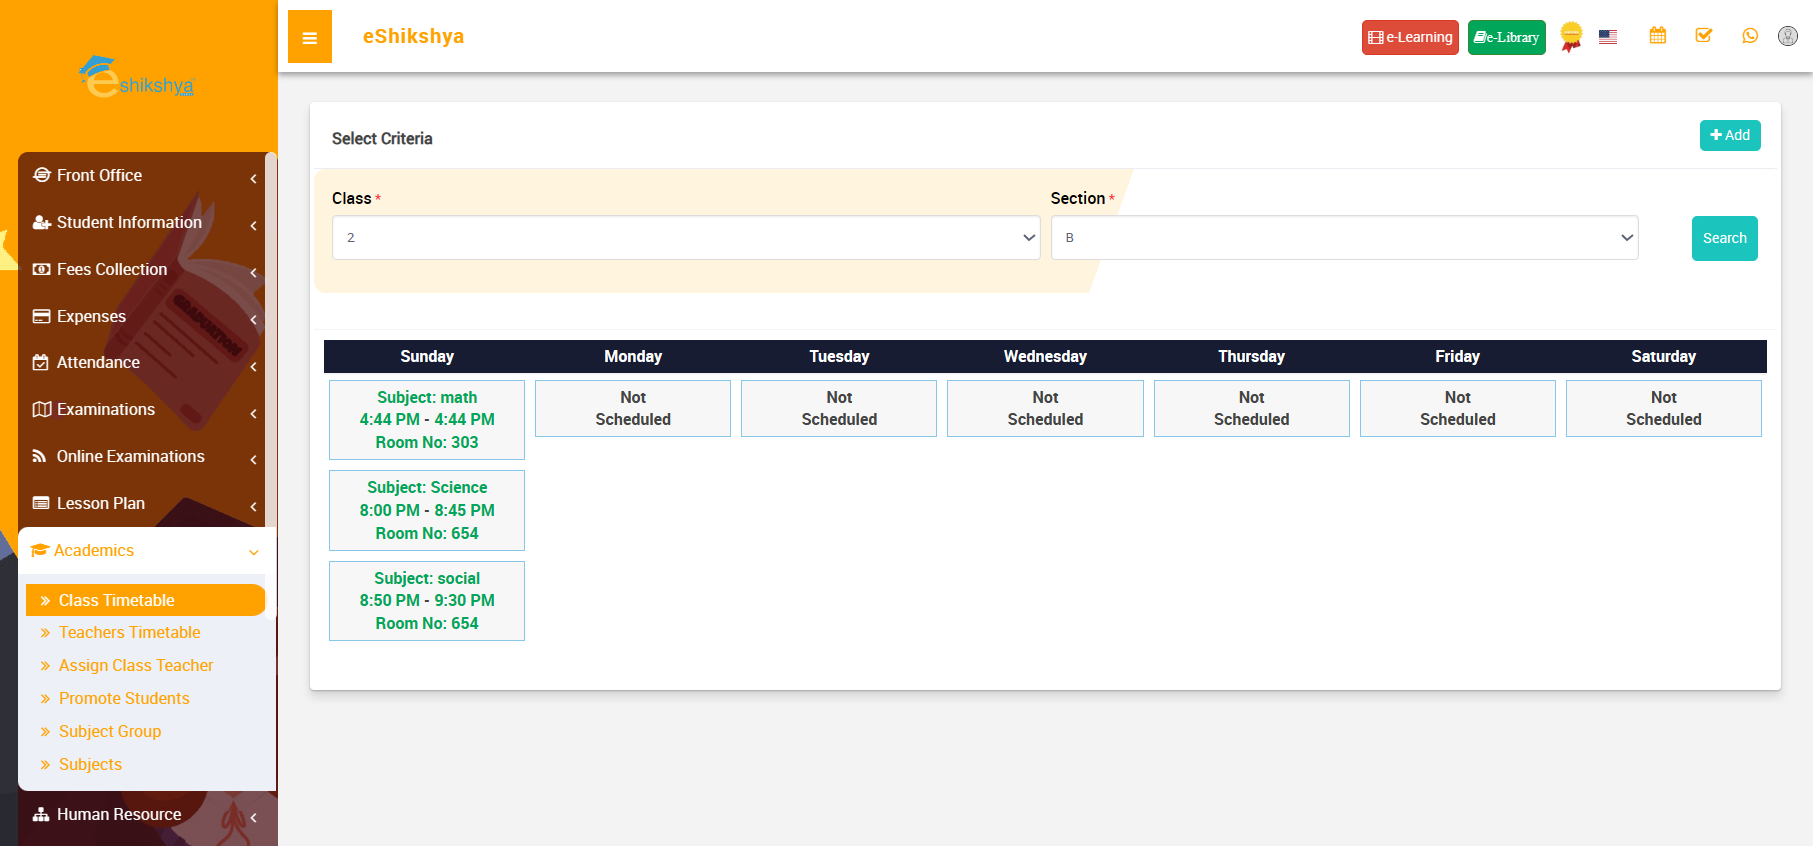 eshikshya
eShikshya
e-Learning
e-Library
Front Office
Student Information
Fees Collection
Expenses
Attendance
Examinations
Online Examinations
Lesson Plan
Academics
Class Timetable
Teachers Timetable
Assign Class Teacher
Promote Students
Subject Group
Subjects
Human Resource
GRADUATION
Select Criteria
+ Add
Class *
Section *
2
B
Search
Sunday Monday Tuesday Wednesday Thursday Friday Saturday
Subject: math
4:44 PM - 4:44 PM
Room No: 303
Subject: Science
8:00 PM - 8:45 PM
Room No: 654
Subject: social
8:50 PM - 9:30 PM
Room No: 654
Not
Scheduled
Not
Scheduled
Not
Scheduled
Not
Scheduled
Not
Scheduled
Not
Scheduled